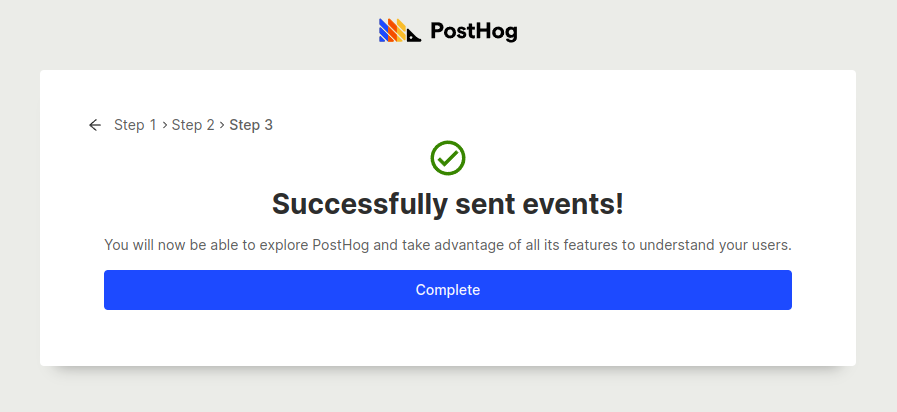 PostHog
Step 1 > Step 2 > Step 3
Successfully sent events!
You will now be able to explore PostHog and take advantage of all its features to understand your users.
Complete